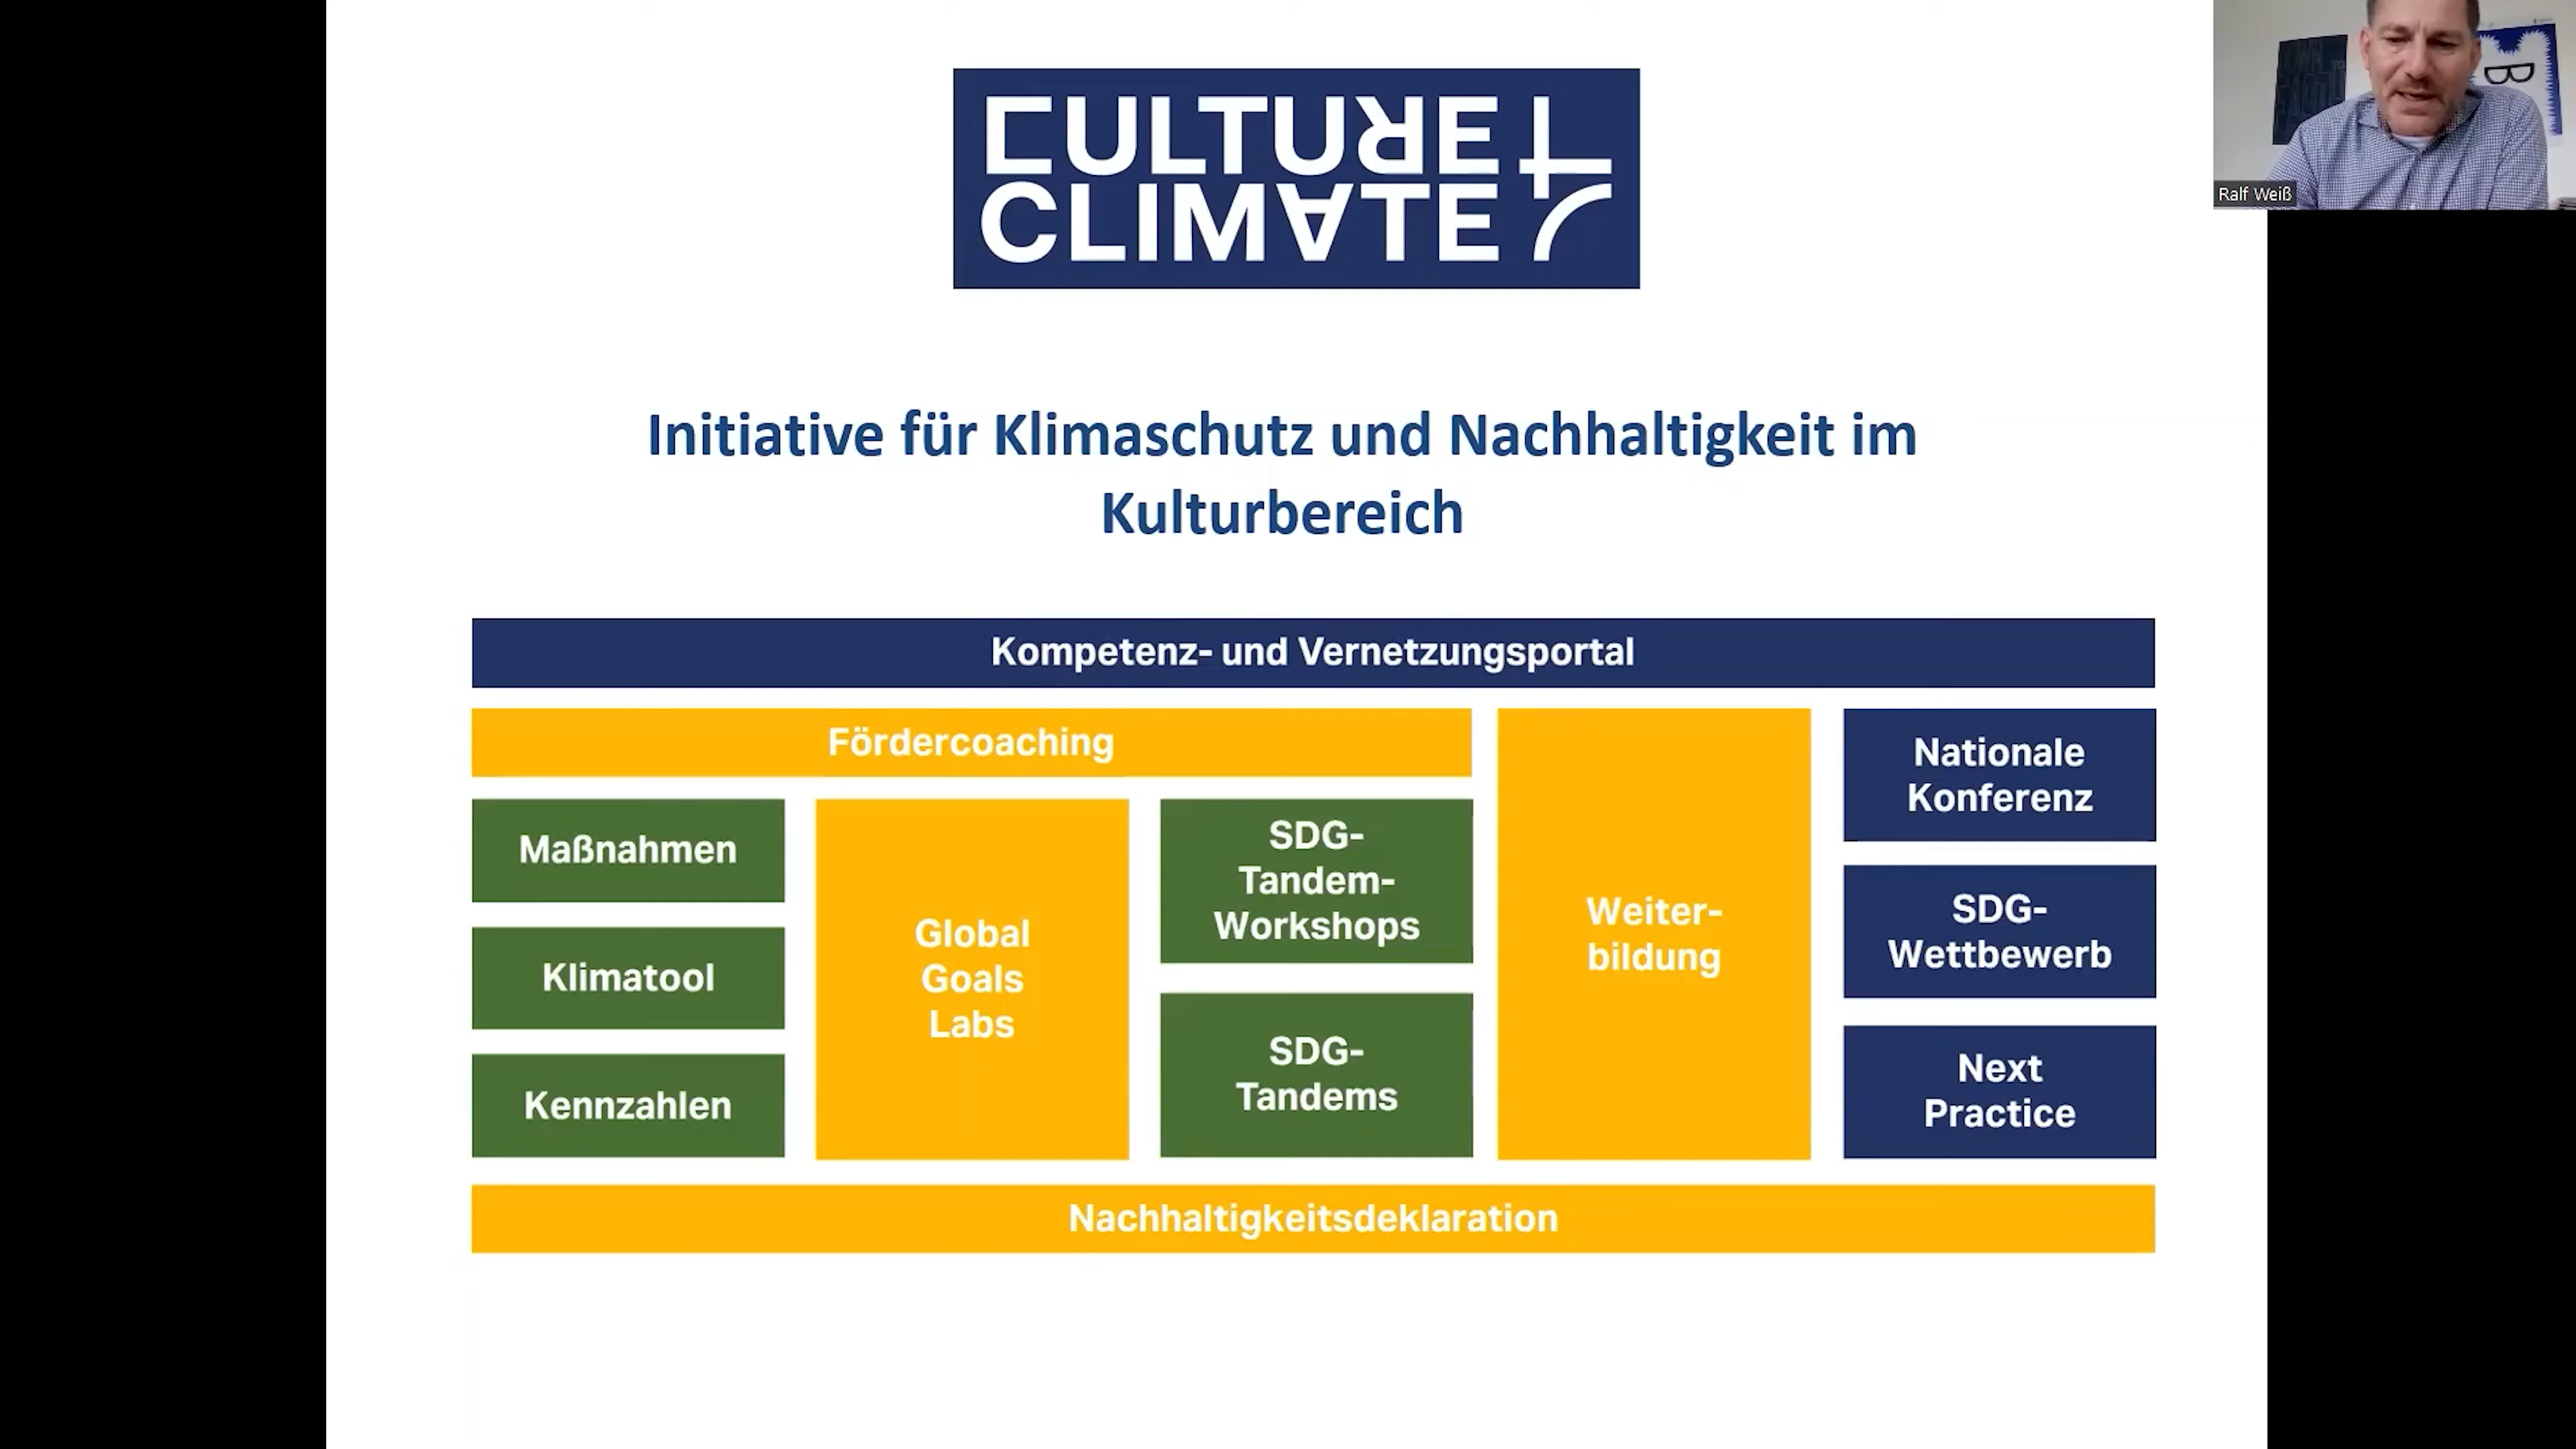 CULTURE
CLIMATE
Ralf Weiß
B
Initiative für Klimaschutz und Nachhaltigkeit im
Kulturbereich
Kompetenz- und Vernetzungsportal
Fördercoaching
Maßnahmen
Klimatool
Kennzahlen
Global
Goals
Labs
SDG-
Tandem-
Workshops
SDG-
Tandems
Weiter-
bildung
Nationale
Konferenz
SDG-
Wettbewerb
Next
Practice
Nachhaltigkeitsdeklaration